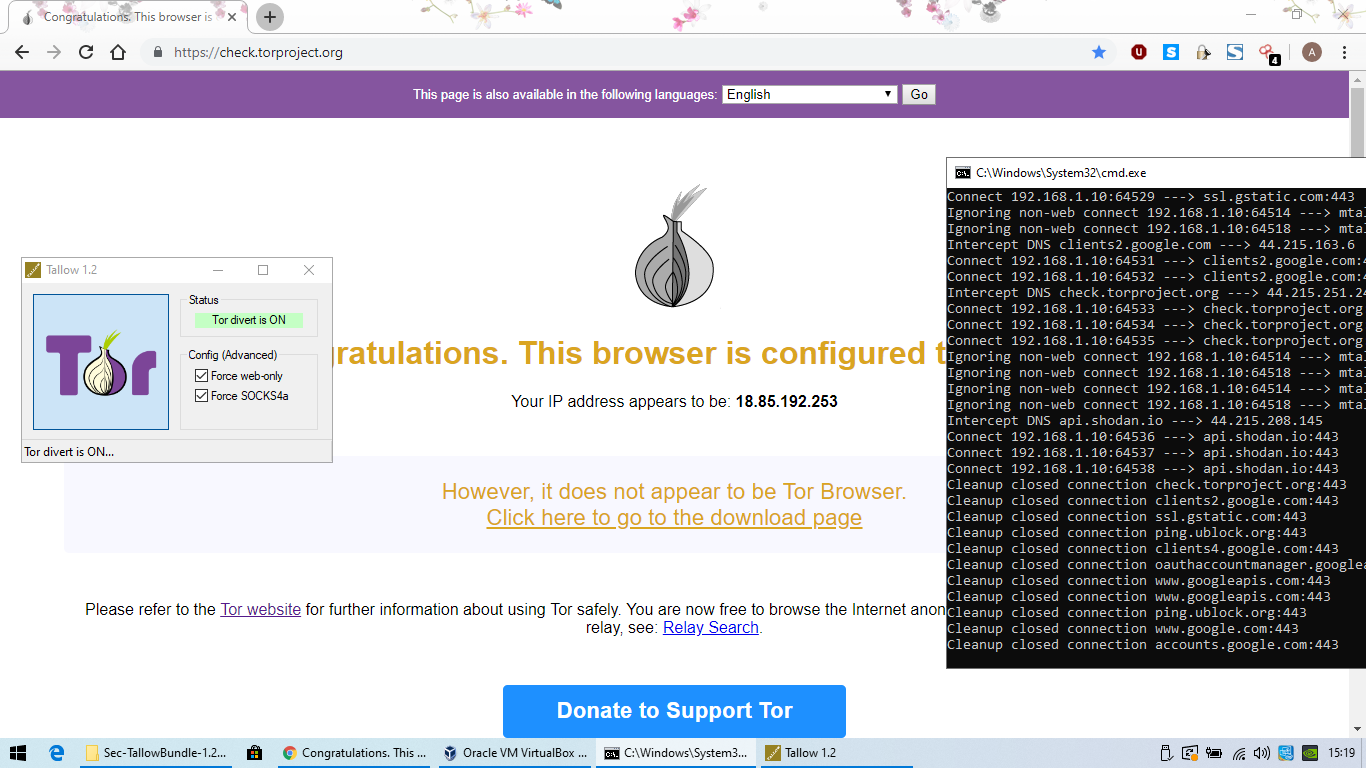 Congratulations. This browser is
https://check.torproject.org
4
A
This page is also available in the following languages: English Go
Tallow 1.2
Tor
Status
Tor divert is ON
Config (Advanced)
Force web-only
Force SOCKS4a
Tor divert is ON...
gratulations. This browser is configured t
Your IP address appears to be: 18.85.192.253
However, it does not appear to be Tor Browser.
Click here to go to the download page
Please refer to the Tor website for further information about using Tor safely. You are now free to browse the Internet anon
relay, see: Relay Search.
Donate to Support Tor
C:\Windows\System32\cmd.exe
Connect 192.168.1.10:64529 ---> ssl.gstatic.com:443
Ignoring non-web connect 192.168.1.10:64514 ---> mtal
Ignoring non-web connect 192.168.1.10:64518 ---> mtal
Intercept DNS clients2.google.com ---> 44.215.163.6
Connect 192.168.1.10:64531 ---> clients2.google.com:4
Connect 192.168.1.10:64532 ---> clients2.google.com:4
Intercept DNS check.torproject.org ---> 44.215.251.24
Connect 192.168.1.10:64533 ---> check.torproject.org
Connect 192.168.1.10:64534 ---> check.torproject.org
Connect 192.168.1.10:64535 ---> check.torproject.org
Ignoring non-web connect 192.168.1.10:64514 ---> mtal
Ignoring non-web connect 192.168.1.10:64518 ---> mtal
Ignoring non-web connect 192.168.1.10:64514 ---> mtal
Ignoring non-web connect 192.168.1.10:64518 ---> mtal
Intercept DNS api.shodan.io ---> 44.215.208.145
Connect 192.168.1.10:64536 ---> api.shodan.io:443
Connect 192.168.1.10:64537 ---> api.shodan.io:443
Connect 192.168.1.10:64538 ---> api.shodan.io:443
Cleanup closed connection check.torproject.org:443
Cleanup closed connection clients2.google.com:443
Cleanup closed connection ssl.gstatic.com:443
Cleanup closed connection ping.ublock.org:443
Cleanup closed connection clients4.google.com:443
Cleanup closed connection oauthaccountmanager.googlea
Cleanup closed connection www.googleapis.com:443
Cleanup closed connection www.googleapis.com:443
Cleanup closed connection ping.ublock.org:443
Cleanup closed connection www.google.com:443
Cleanup closed connection accounts.google.com:443
Sec-TallowBundle-1.2... Congratulations. This ... Oracle VM VirtualBox ... C:\Windows\System3... Tallow 1.2 15:19